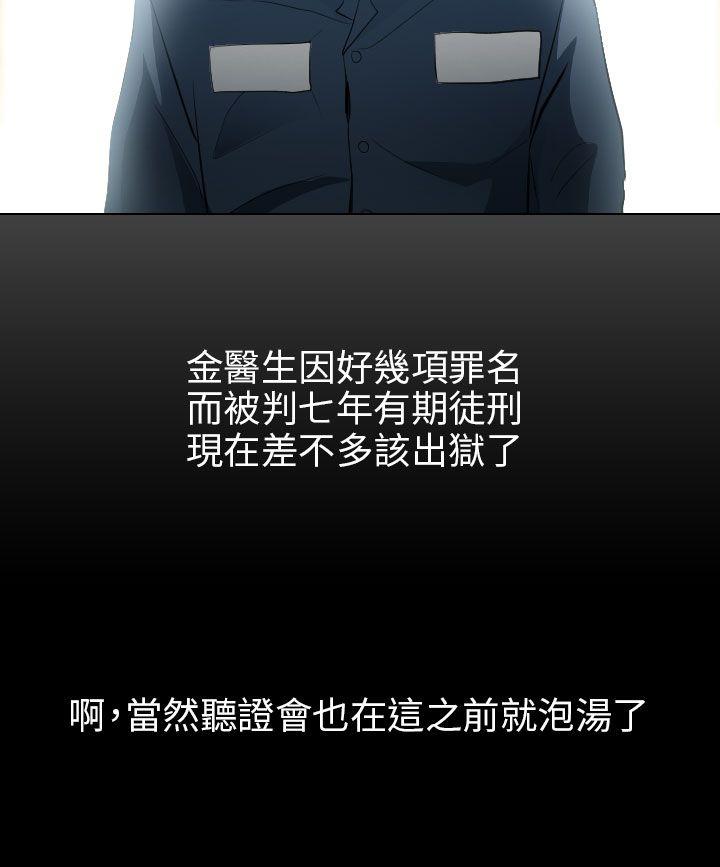 金醫生因好幾項罪名
而被判七年有期徒刑
現在差不多該出獄了
啊,當然聽證會也在這之前就泡湯了